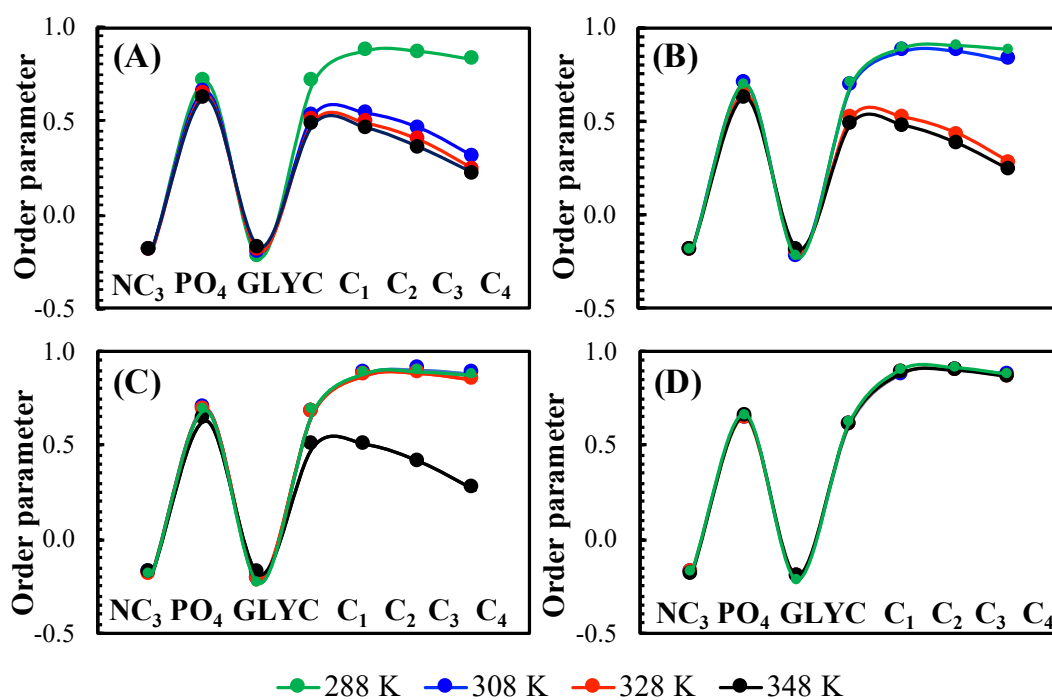 (A)
Order parameter
1.0
0.5
0.0
-0.5
NC₃ PO₄ GLYC C₁ C₂ C₃ C₄
(B)
Order parameter
1.0
0.5
0.0
-0.5
(C)
Order parameter
1.0
0.5
0.0
-0.5
NC₃ PO₄ GLYC C₁ C₂ C₃ C₄
(D)
Order parameter
1.0
0.5
0.0
-0.5
NC₃ PO₄ GLYC C₁ C₂ C₃ C₄
288 K 308 K 328 K 348 K